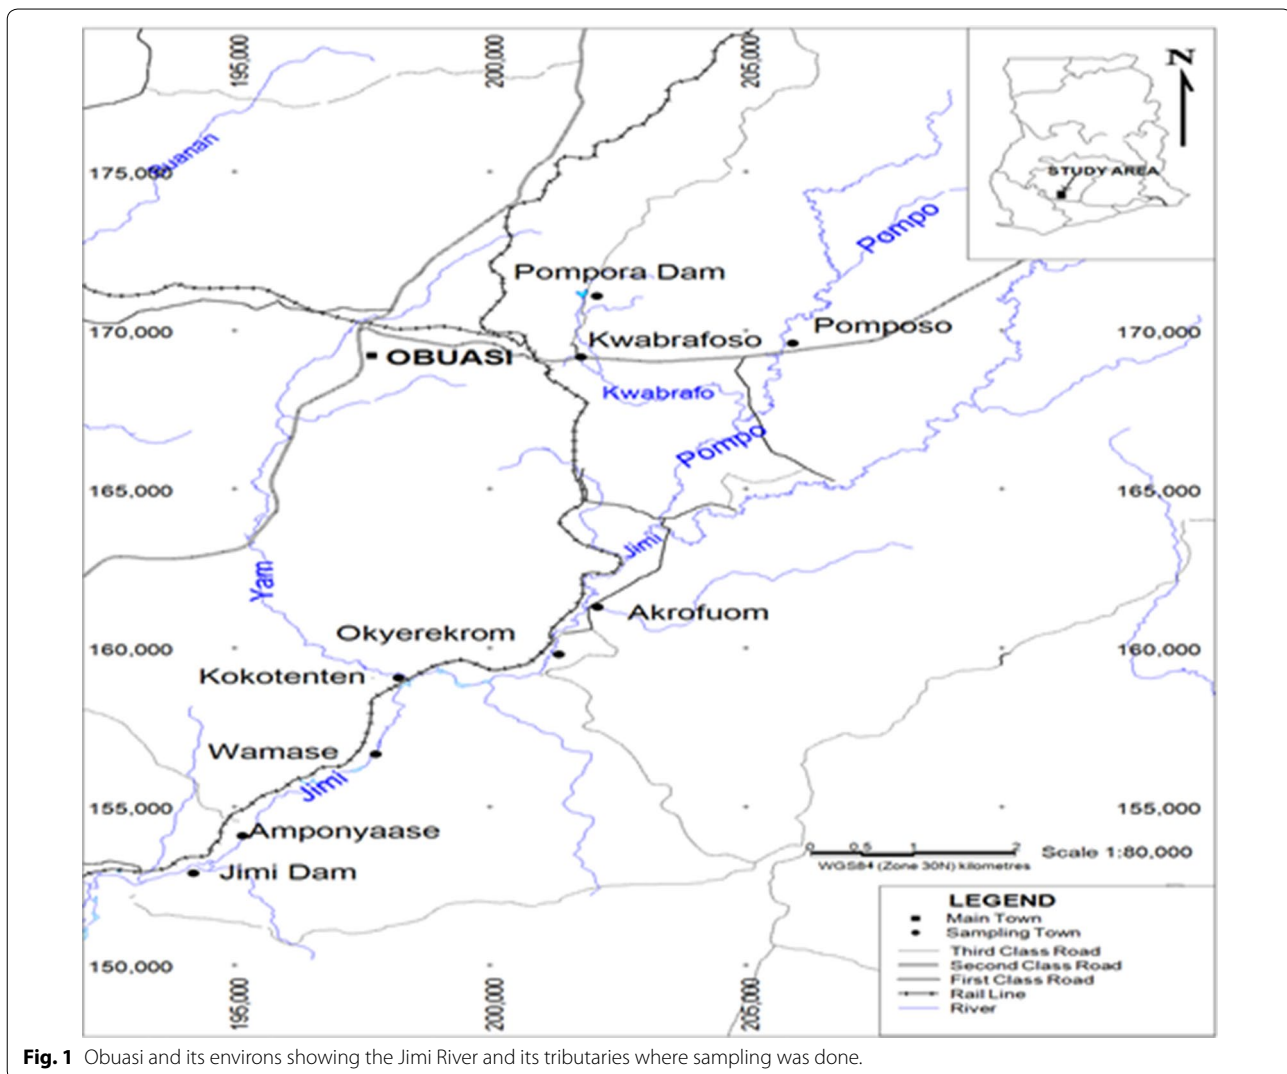 195,000
200,000
205,000
N
175,000
STUDY AREA
Pompo
Pompora Dam
170,000
OBUASI
Kwabrafoso
Pomposo
170,000
Kwabrafo
Pompo
165,000
165,000
Jimi
Yam
Akrofuom
Okyerekrom
160,000
160,000
Kokotenten
Wamase
Jimi
155,000
155,000
Amponyaase
0 0.5 1 2
Scale 1:80,000
WGS84 (Zone 30N) kilometres
Jimi Dam
LEGEND
Main Town
Sampling Town
Third Class Road
Second Class Road
First Class Road
Rail Line
River
150,000
195,000
200,000
205,000
Fig. 1 Obuasi and its environs showing the Jimi River and its tributaries where sampling was done.